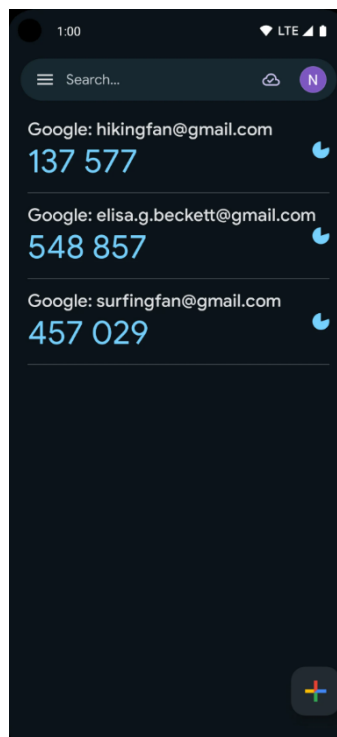 1:00 LTE
Search...
N
Google: hikingfan@gmail.com
137 577
Google: elisa.g.beckett@gmail.com
548 857
Google: surfingfan@gmail.com
457 029